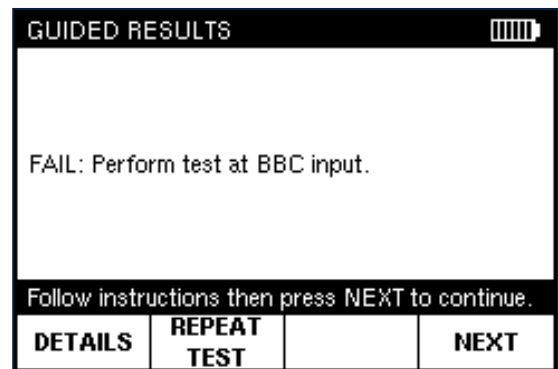 GUIDED RESULTS
FAIL: Perform test at BBC input.
Follow instructions then press NEXT to continue.
DETAILS
REPEAT
TEST
NEXT